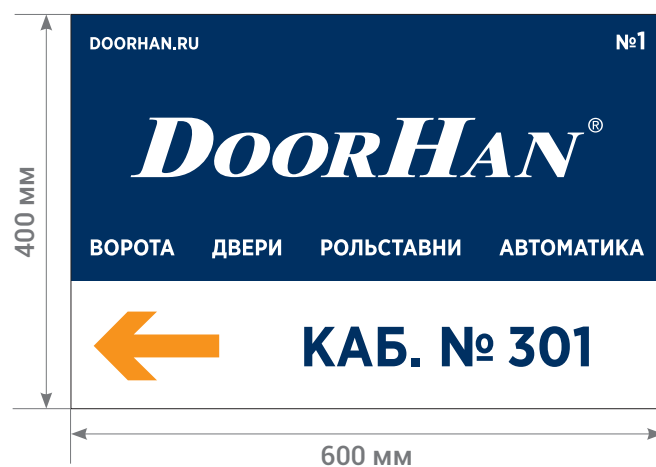 DOORHAN.RU №1
DOORHAN®
ВОРОТА ДВЕРИ РОЛЬСТАВНИ АВТОМАТИКА
КАБ. № 301
400 мм
600 мм